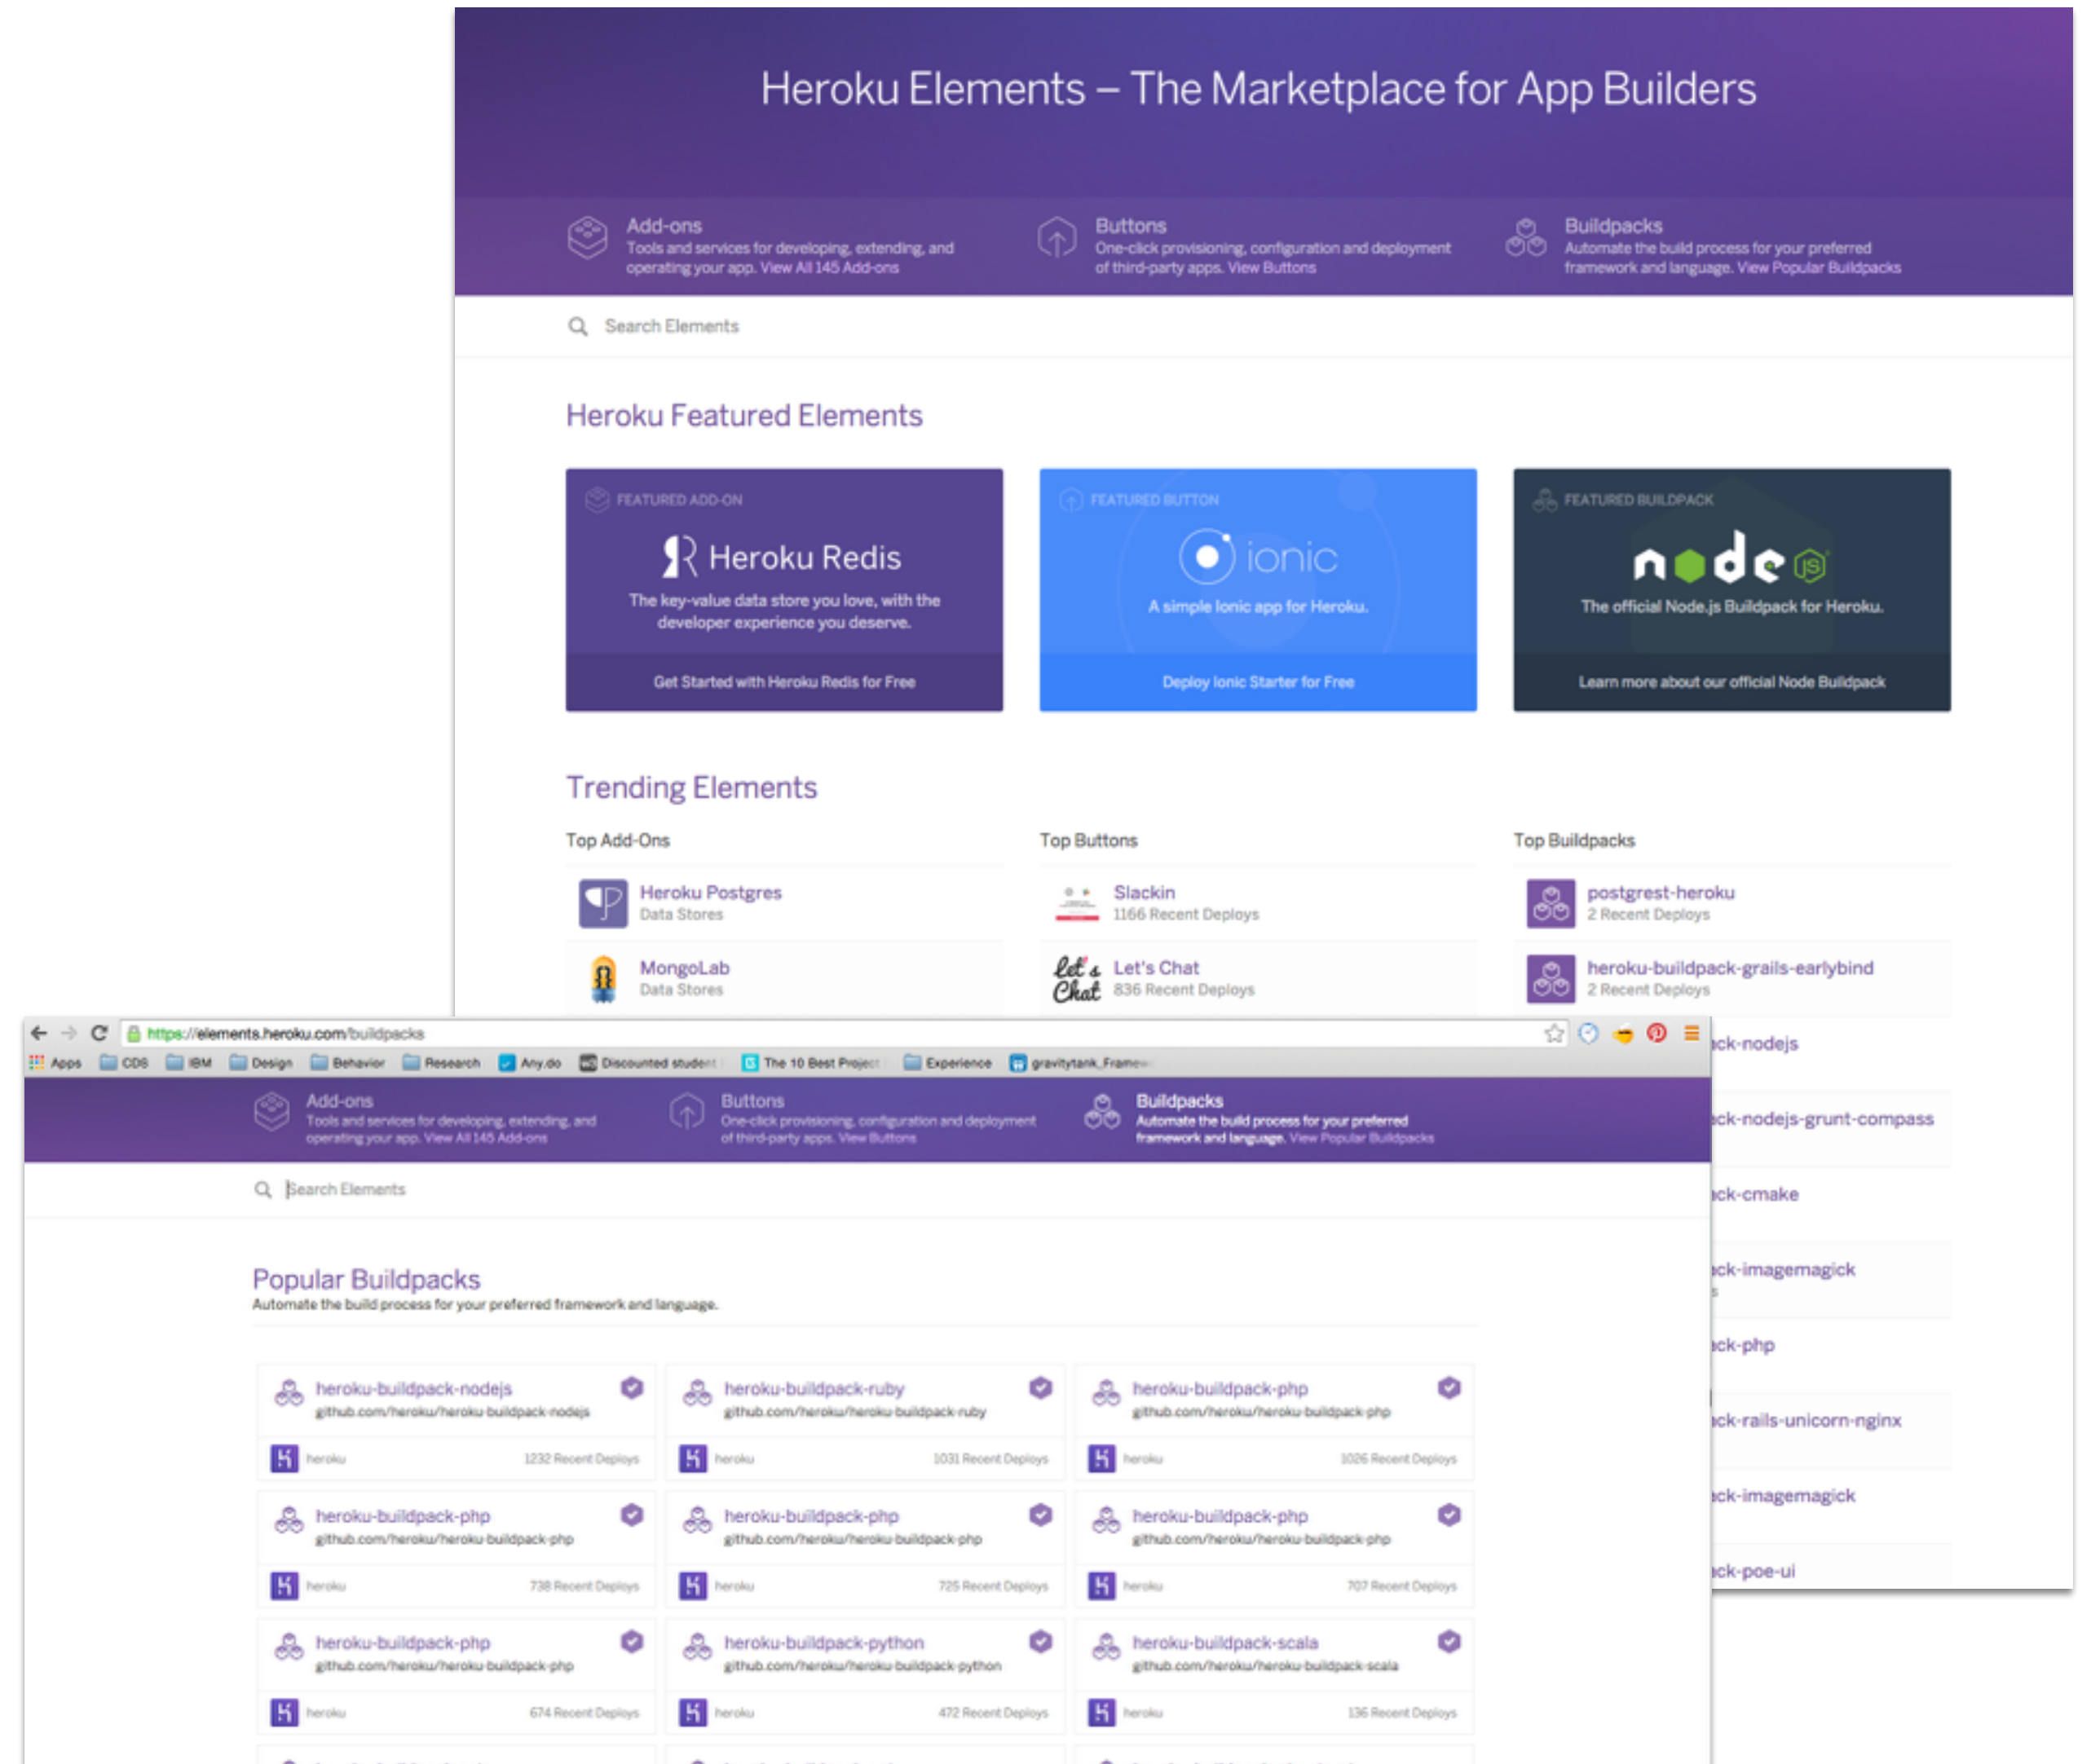 Heroku Elements – The Marketplace for App Builders
Add-ons
Tools and services for developing, extending, and
operating your app. View All 145 Add-ons
Buttons
One-click provisioning, configuration and deployment
of third-party apps. View Buttons
Buildpacks
Automate the build process for your preferred
framework and language. View Popular Buildpacks
Search Elements
Heroku Featured Elements
FEATURED ADD-ON
Heroku Redis
The key-value data store you love, with the
developer experience you deserve.
Get Started with Heroku Redis for Free
FEATURED BUTTON
ionic
A simple Ionic app for Heroku.
Deploy Ionic Starter for Free
FEATURED BUILDPACK
node JS
The official Node.js Buildpack for Heroku.
Learn more about our official Node Buildpack
Trending Elements
Top Add-Ons
Heroku Postgres
Data Stores
MongoLab
Data Stores
Top Buttons
Slackin
1166 Recent Deploys
Let's Chat
Let's Chat
836 Recent Deploys
Top Buildpacks
postgrest-heroku
2 Recent Deploys
heroku-buildpack-grails-earlybind
2 Recent Deploys
ck-nodejs
ck-nodejs-grunt-compass
ck-cmake
ck-imagemagick
s
ck-php
ck-rails-unicorn-nginx
ck-imagemagick
ck-poe-ui
https://elements.heroku.com/buildpacks
Apps CDS IBM Design Behavior Research Any.do Discounted student The 10 Best Project Experience gravitytank_Framew
Add-ons
Tools and services for developing, extending, and
operating your app. View All 145 Add-ons
Buttons
One-click provisioning, configuration and deployment
of third-party apps. View Buttons
Buildpacks
Automate the build process for your preferred
framework and language. View Popular Buildpacks
Search Elements
Popular Buildpacks
Automate the build process for your preferred framework and language.
heroku-buildpack-nodejs
github.com/heroku/heroku-buildpack-nodejs
heroku 1232 Recent Deploys
heroku-buildpack-ruby
github.com/heroku/heroku-buildpack-ruby
heroku 1031 Recent Deploys
heroku-buildpack-php
github.com/heroku/heroku-buildpack-php
heroku 1026 Recent Deploys
heroku-buildpack-php
github.com/heroku/heroku-buildpack-php
heroku 738 Recent Deploys
heroku-buildpack-php
github.com/heroku/heroku-buildpack-php
heroku 725 Recent Deploys
heroku-buildpack-php
github.com/heroku/heroku-buildpack-php
heroku 707 Recent Deploys
heroku-buildpack-php
github.com/heroku/heroku-buildpack-php
heroku 674 Recent Deploys
heroku-buildpack-python
github.com/heroku/heroku-buildpack-python
heroku 472 Recent Deploys
heroku-buildpack-scala
github.com/heroku/heroku-buildpack-scala
heroku 136 Recent Deploys